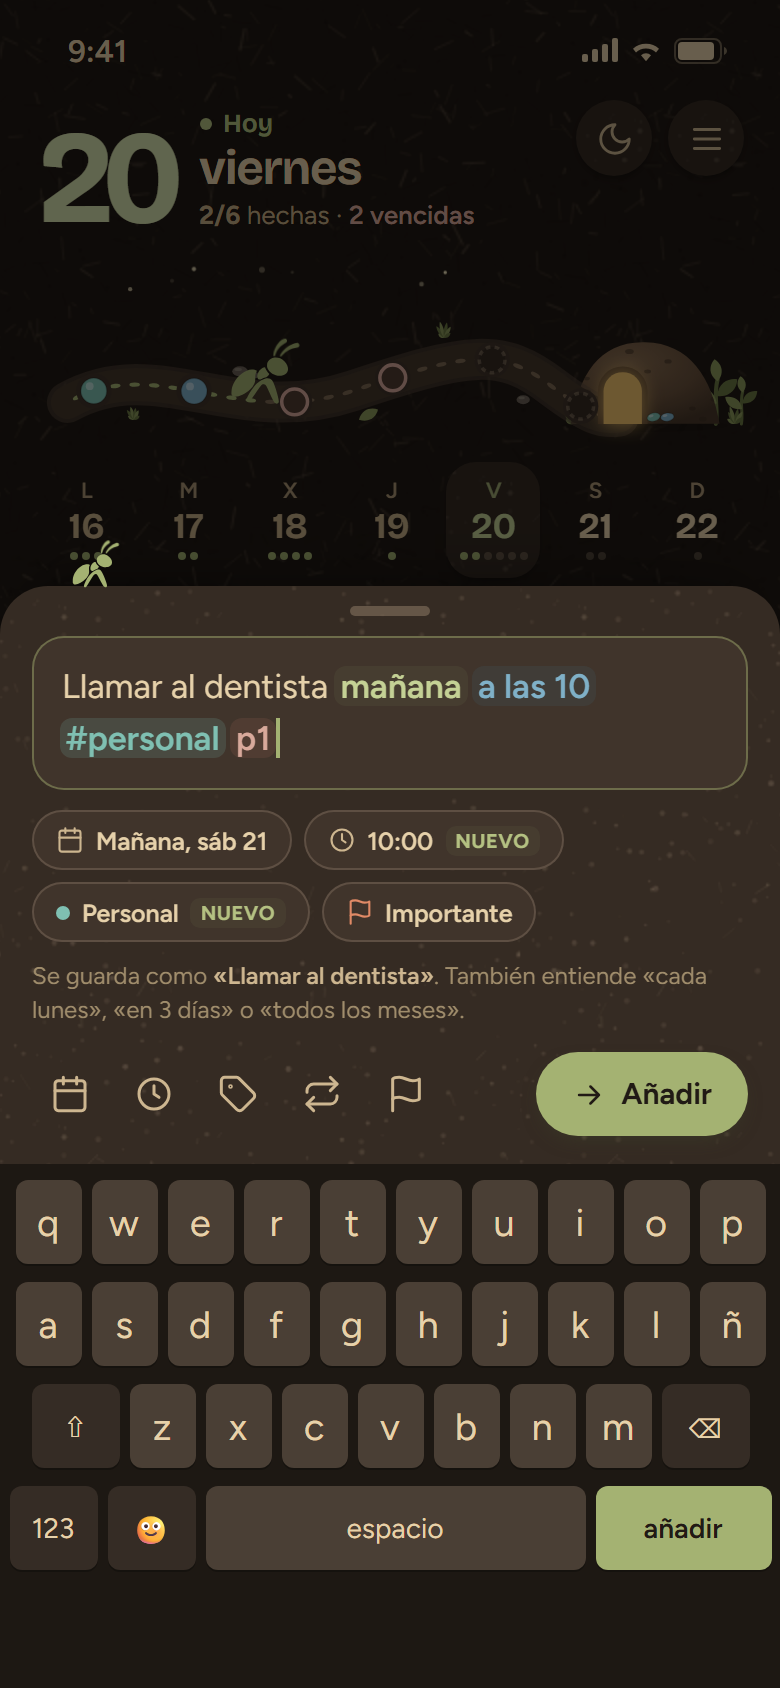 9:41
20
Hoy
viernes
2/6 hechas · 2 vencidas
L M X J V S D
16 17 18 19 20 21 22
Llamar al dentista mañana a las 10
#personal p1
Mañana, sáb 21
10:00 NUEVO
Personal NUEVO
Importante
Se guarda como «Llamar al dentista». También entiende «cada
lunes», «en 3 días» o «todos los meses».
→ Añadir
q w e r t y u i o p
a s d f g h j k l ñ
⇧ z x c v b n m ⌫
123 espacio añadir